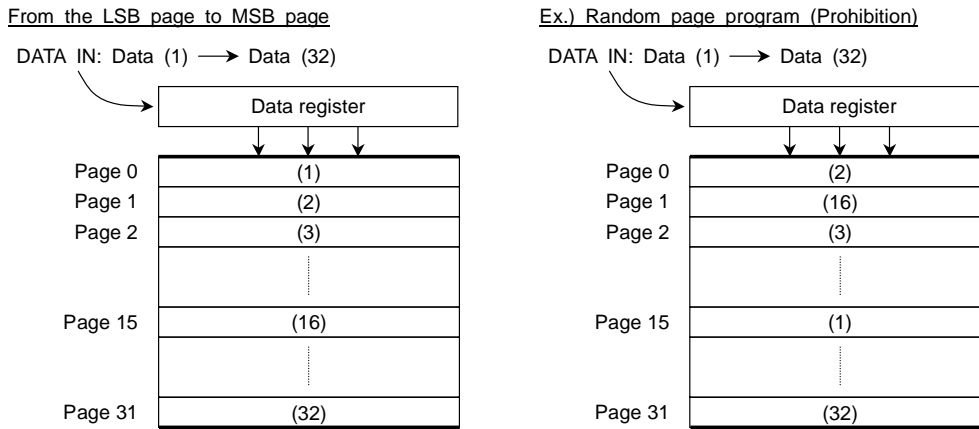 From the LSB page to MSB page
DATA IN: Data (1) → Data (32)
Data register
Page 0 (1)
Page 1 (2)
Page 2 (3)
Page 15 (16)
Page 31 (32)
Ex.) Random page program (Prohibition)
DATA IN: Data (1) → Data (32)
Data register
Page 0 (2)
Page 1 (16)
Page 2 (3)
Page 15 (1)
Page 31 (32)